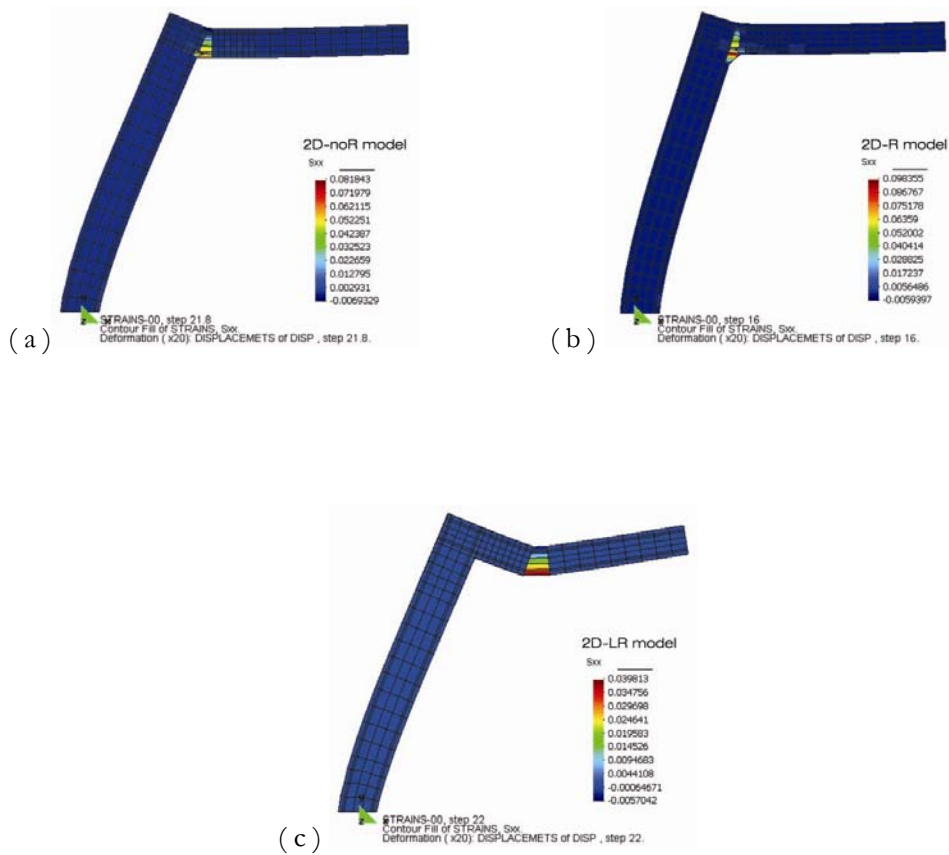 2D-noR model
Sxx
0.081843
0.071979
0.062115
0.052251
0.042387
0.032523
0.022659
0.012795
0.002931
-0.0069329
z
STRAINS-00, step 21.8
Contour Fill of STRAINS, Sxx.
Deformation ( x20): DISPLACEMETS of DISP , step 21.8.
(a)
2D-R model
Sxx
0.098355
0.086767
0.075178
0.06359
0.052002
0.040414
0.028825
0.017237
0.0056486
-0.0059397
z
STRAINS-00, step 16
Contour Fill of STRAINS, Sxx.
Deformation ( x20): DISPLACEMETS of DISP , step 16.
(b)
2D-LR model
Sxx
0.039813
0.034756
0.029698
0.024641
0.019583
0.014526
0.0094683
0.0044108
-0.00064671
-0.0057042
z
STRAINS-00, step 22
Contour Fill of STRAINS, Sxx.
Deformation ( x20): DISPLACEMETS of DISP , step 22.
(c)